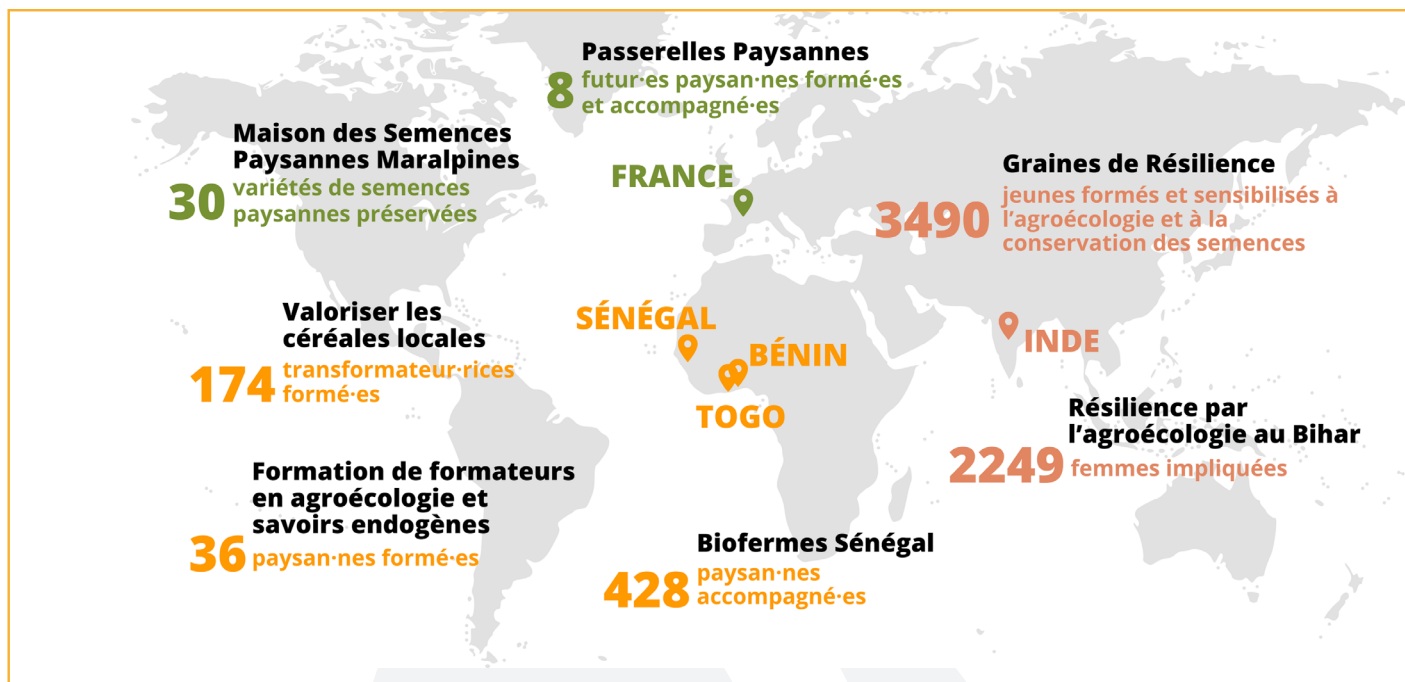 Passerelles Paysannes
8 futur·es paysan·nes formé·es
et accompagné·es
Maison des Semences
Paysannes Maralpines
30 variétés de semences
paysannes préservées
FRANCE
Graines de Résilience
3490 jeunes formés et sensibilisés à
l’agroécologie et à la
conservation des semences
Valoriser les
céréales locales
174 transformateur·rices
formé·es
SÉNÉGAL
BÉNIN
TOGO
INDE
Résilience par
l’agroécologie au Bihar
2249 femmes impliquées
Formation de formateurs
en agroécologie et
savoirs endogènes
36 paysan·nes formé·es
Biofermes Sénégal
428 paysan·nes
accompagné·es